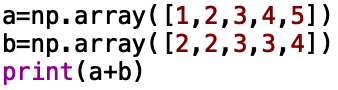 a=np.array([1,2,3,4,5])
b=np.array([2,2,3,3,4])
print(a+b)